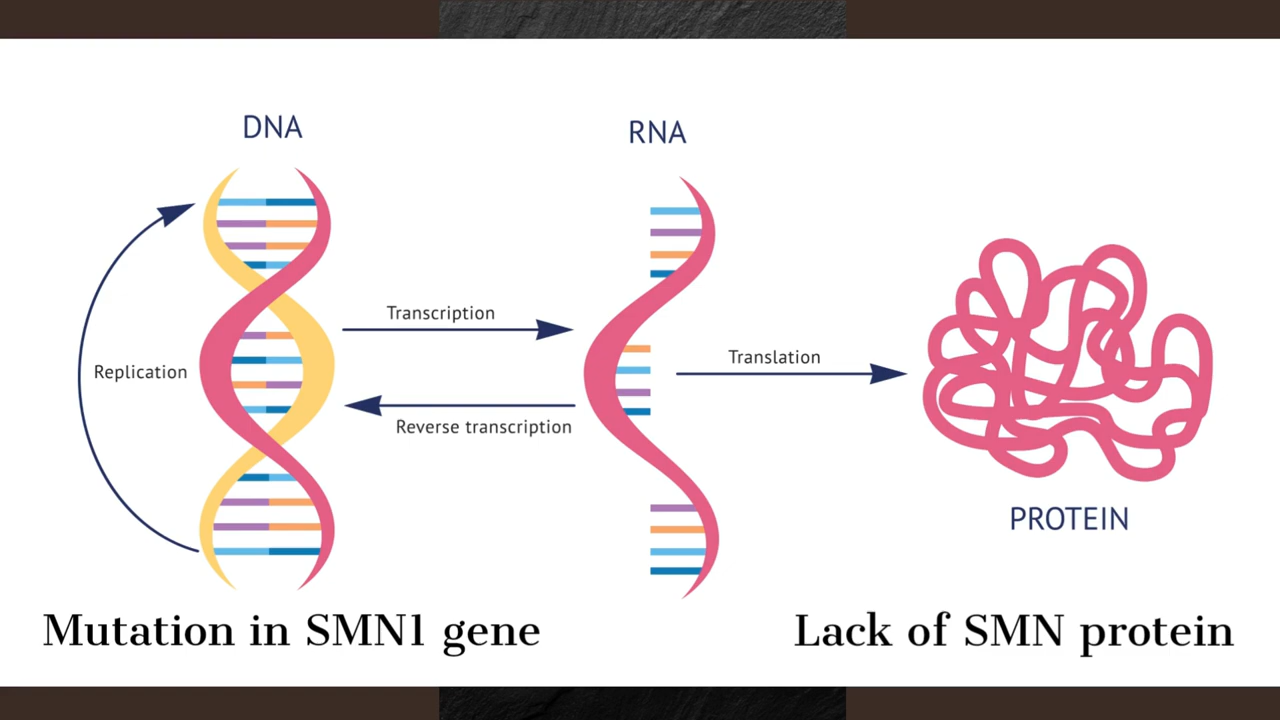 DNA
RNA
Transcription
Translation
Replication
Reverse transcription
PROTEIN
Mutation in SMN1 gene
Lack of SMN protein